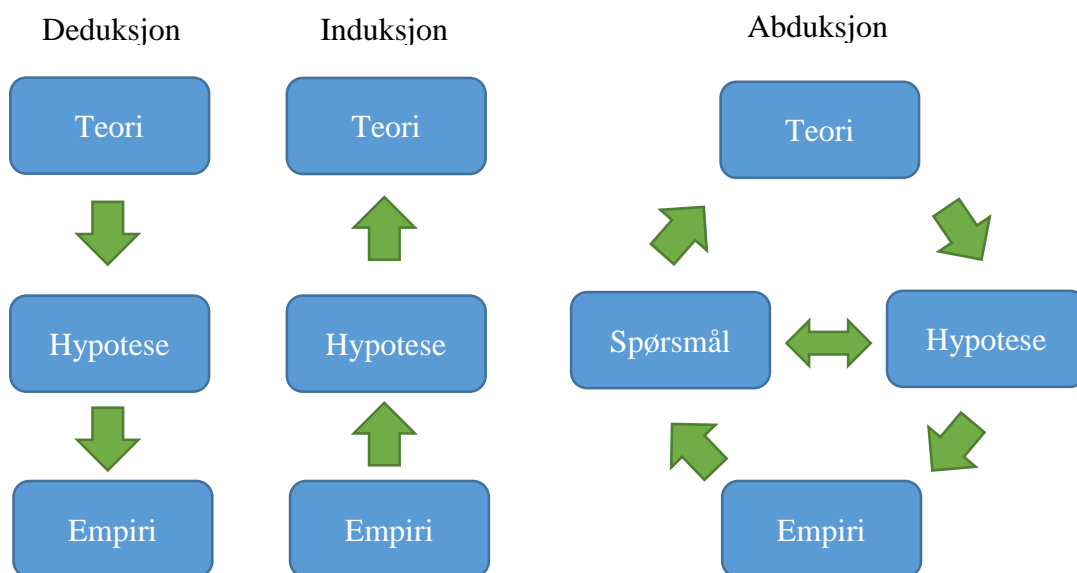 Deduksjon
Induksjon
Abduksjon
Teori
Teori
Teori
Hypotese
Hypotese
Spørsmål
Hypotese
Empiri
Empiri
Empiri